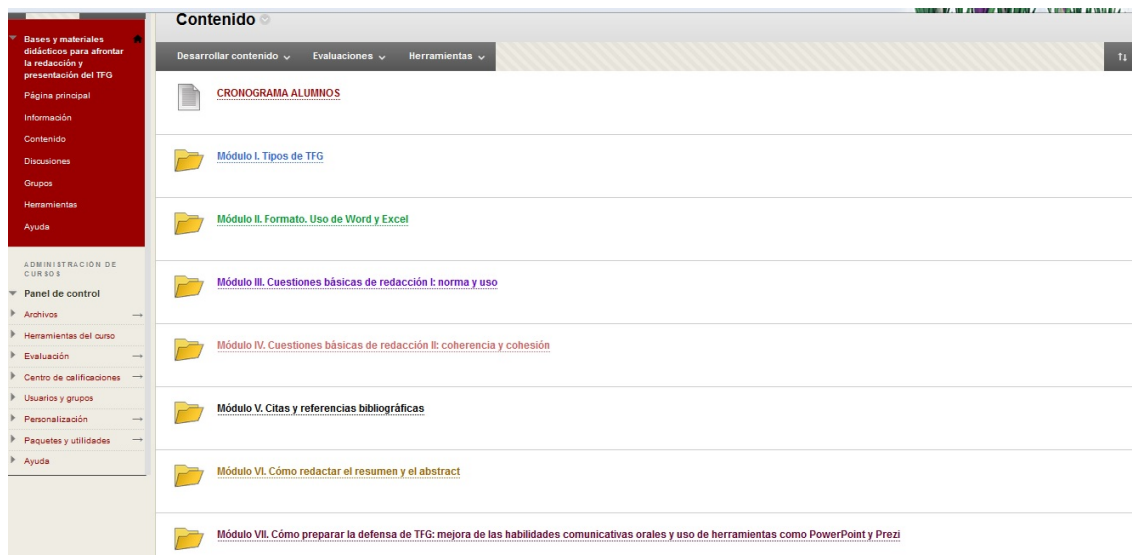 Bases y materiales
didácticos para afrontar
la redacción y
presentación del TFG
Página principal
Información
Contenido
Discusiones
Grupos
Herramientas
Ayuda
ADMINISTRACIÓN DE
CURSOS
Panel de control
Archivos
Herramientas del curso
Evaluación
Centro de calificaciones
Usuarios y grupos
Personalización
Paquetes y utilidades
Ayuda
Contenido
Desarrollar contenido Evaluaciones Herramientas
CRONOGRAMA ALUMNOS
Módulo I. Tipos de TFG
Módulo II. Formato. Uso de Word y Excel
Módulo III. Cuestiones básicas de redacción I: norma y uso
Módulo IV. Cuestiones básicas de redacción II: coherencia y cohesión
Módulo V. Citas y referencias bibliográficas
Módulo VI. Cómo redactar el resumen y el abstract
Módulo VII. Cómo preparar la defensa de TFG: mejora de las habilidades comunicativas orales y uso de herramientas como PowerPoint y Prezi